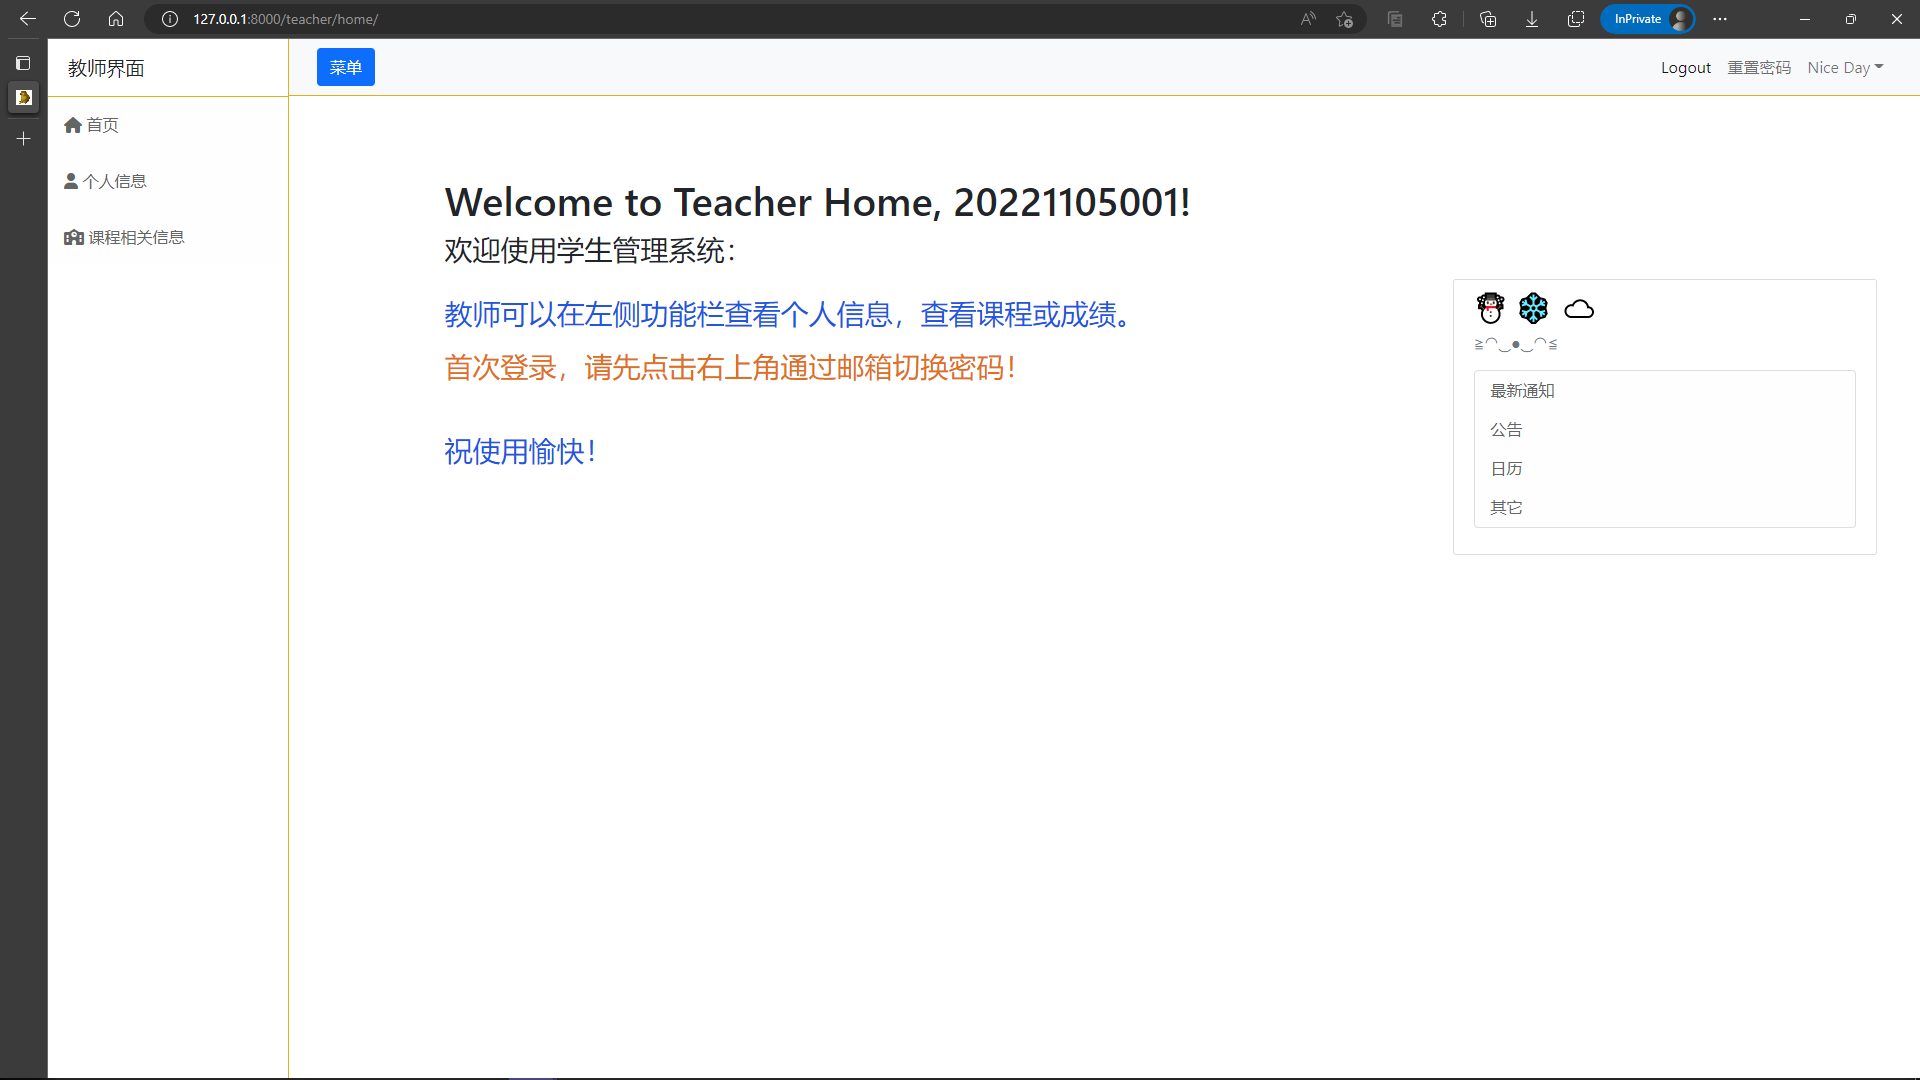 127.0.0.1:8000/teacher/home/
InPrivate
教师界面
菜单
Logout 重置密码 Nice Day
首页
个人信息
课程相关信息
Welcome to Teacher Home, 20221105001!
欢迎使用学生管理系统：
教师可以在左侧功能栏查看个人信息，查看课程或成绩。
首次登录，请先点击右上角通过邮箱切换密码！
祝使用愉快！
≧◠‿●‿◠≦
最新通知
公告
日历
其它